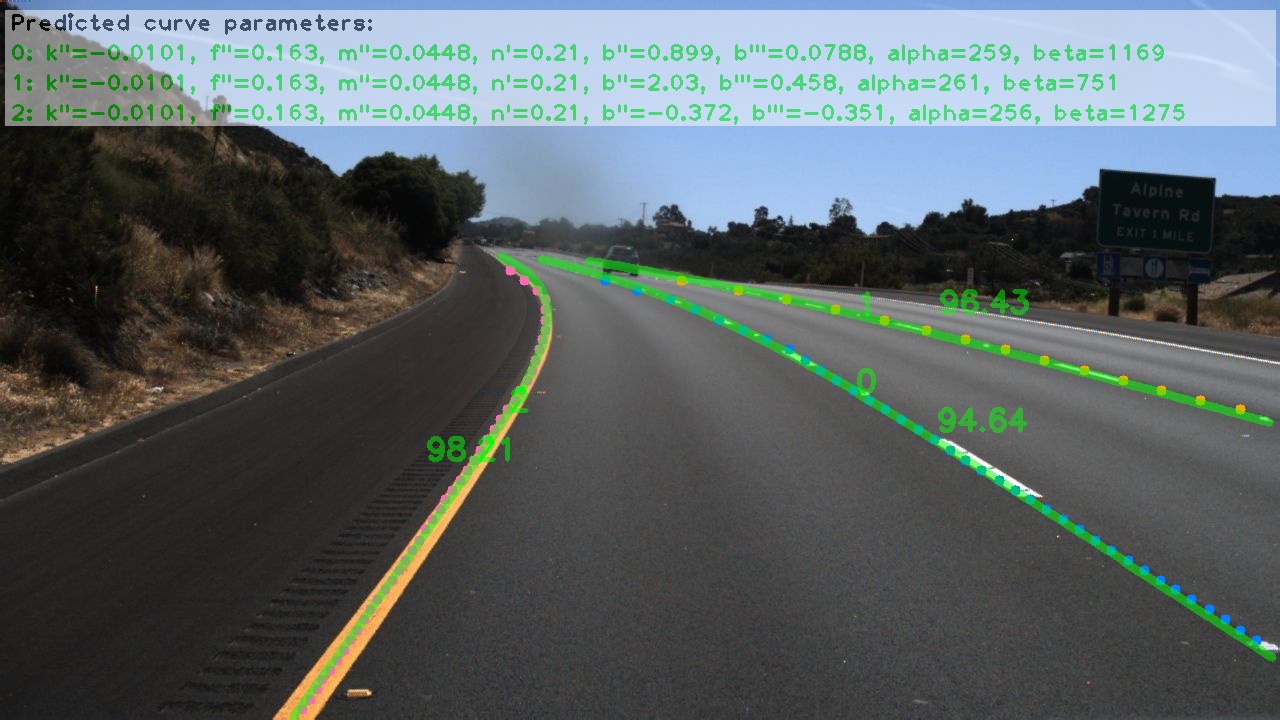 Predicted curve parameters:
0: k''=−0.0101, f''=0.163, m''=0.0448, n'=0.21, b''=0.899, b'''=0.0788, alpha=259, beta=1169
1: k''=−0.0101, f''=0.163, m''=0.0448, n'=0.21, b''=2.03, b'''=0.458, alpha=261, beta=751
2: k''=−0.0101, f''=0.163, m''=0.0448, n'=0.21, b''=−0.372, b'''=−0.351, alpha=256, beta=1275
Alpine
Tavern Rd
EXIT 1 MILE
1 96.43
0
94.64
2
98.21